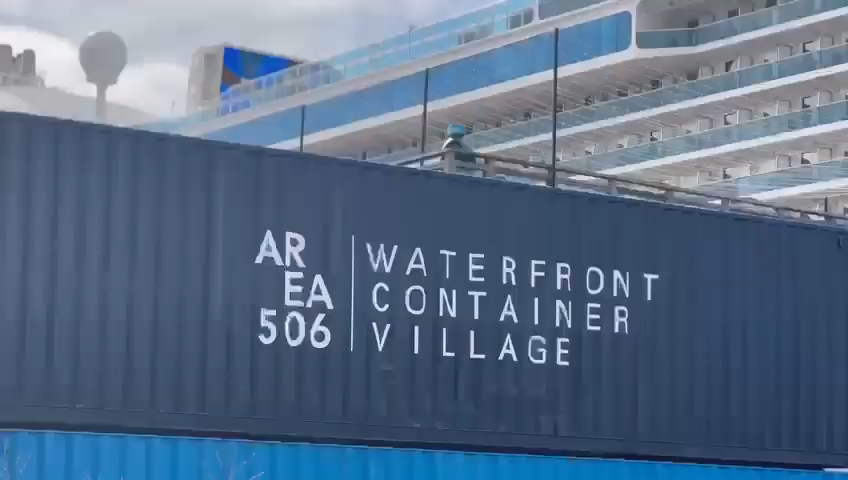 AR
EA
506
WATERFRONT
CONTAINER
VILLAGE